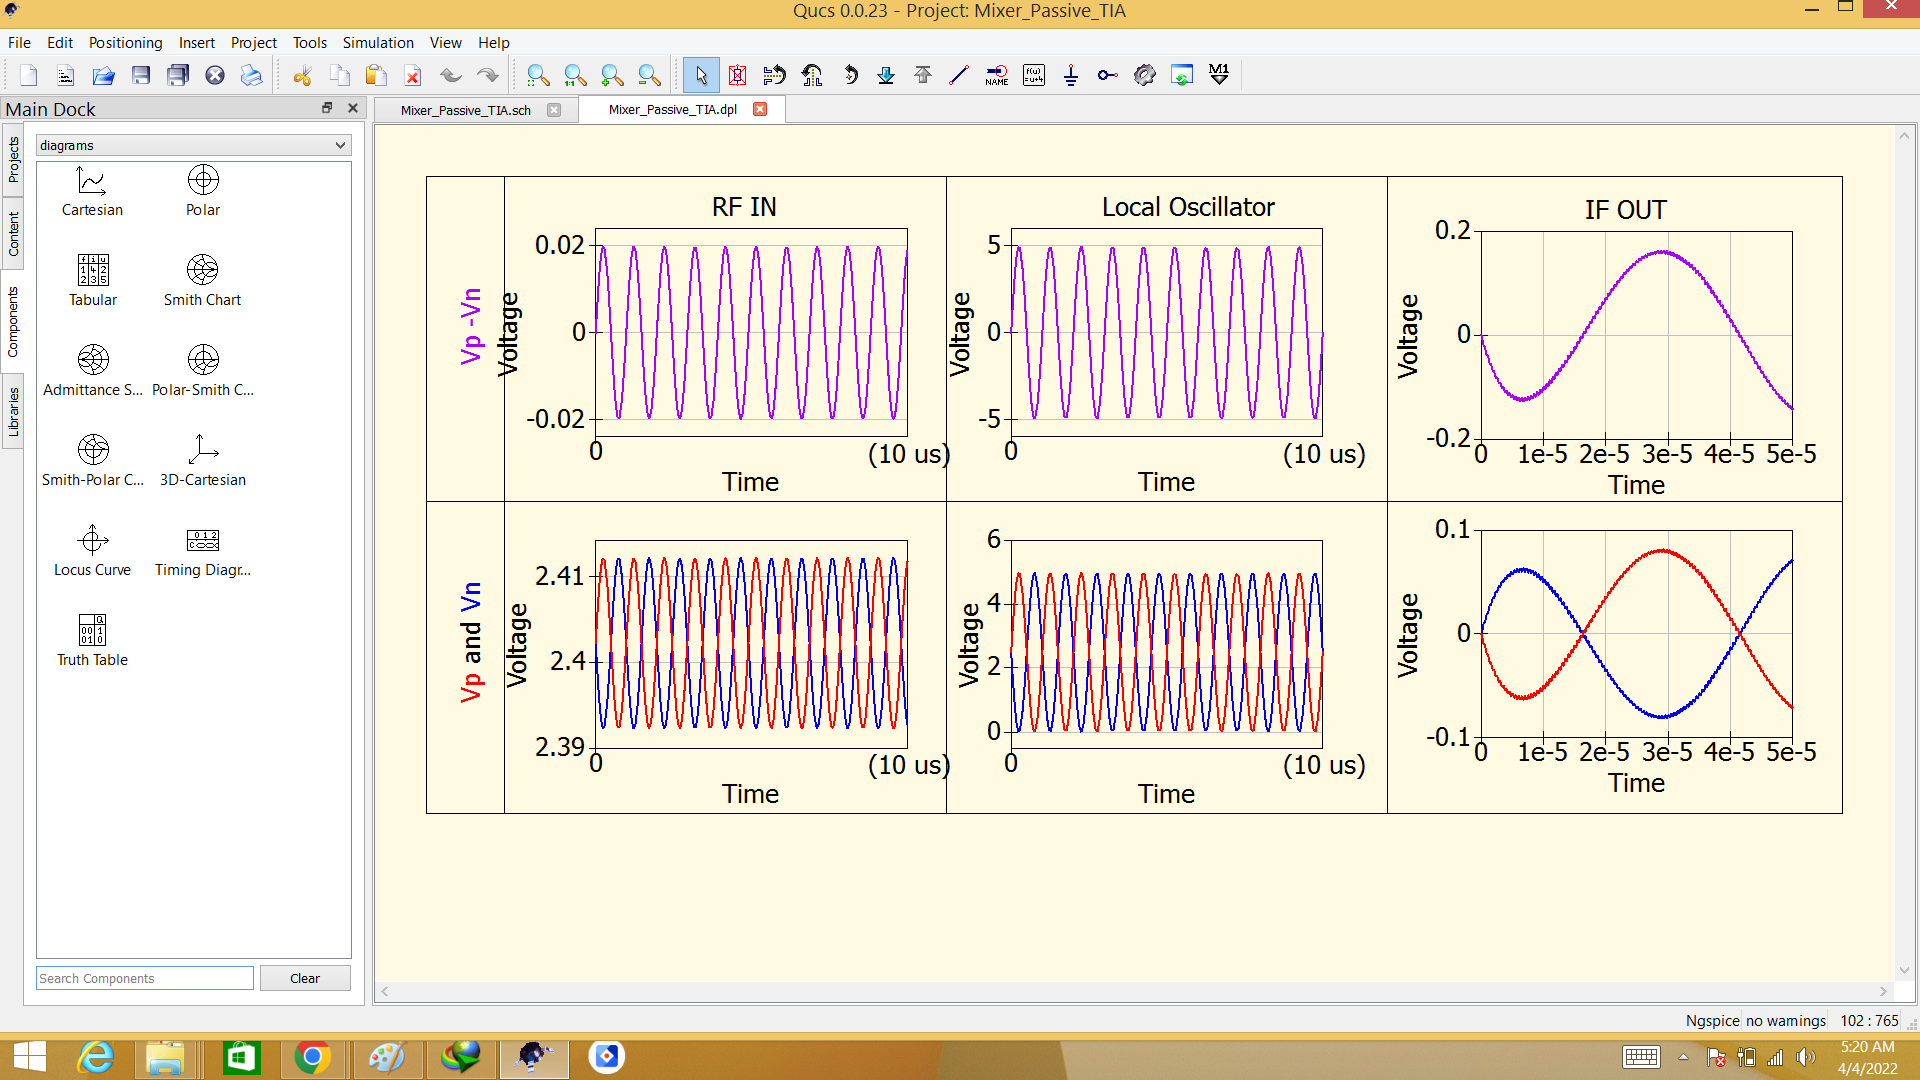 Qucs 0.0.23 - Project: Mixer_Passive_TIA
File Edit Positioning Insert Project Tools Simulation View Help
NAME
f(u)
=u+4
M1
Main Dock
Mixer_Passive_TIA.sch
Mixer_Passive_TIA.dpl
Projects
Content
Components
Libraries
diagrams
Cartesian
Polar
Tabular
Smith Chart
Admittance S...
Polar-Smith C...
Smith-Polar C...
3D-Cartesian
Locus Curve
Timing Diagr...
Truth Table
Search Components
Clear
Vp -Vn
RF IN
Voltage
0.02
0
-0.02
0
(10 us)
Time
Local Oscillator
Voltage
5
0
-5
0
(10 us)
Time
IF OUT
Voltage
0.2
0
-0.2
0 1e-5 2e-5 3e-5 4e-5 5e-5
Time
Vp and Vn
Voltage
2.41
2.4
2.39
0
(10 us)
Time
Voltage
6
4
2
0
0
(10 us)
Time
Voltage
0.1
0
-0.1
0 1e-5 2e-5 3e-5 4e-5 5e-5
Time
Ngspice no warnings 102 : 765
5:20 AM
4/4/2022